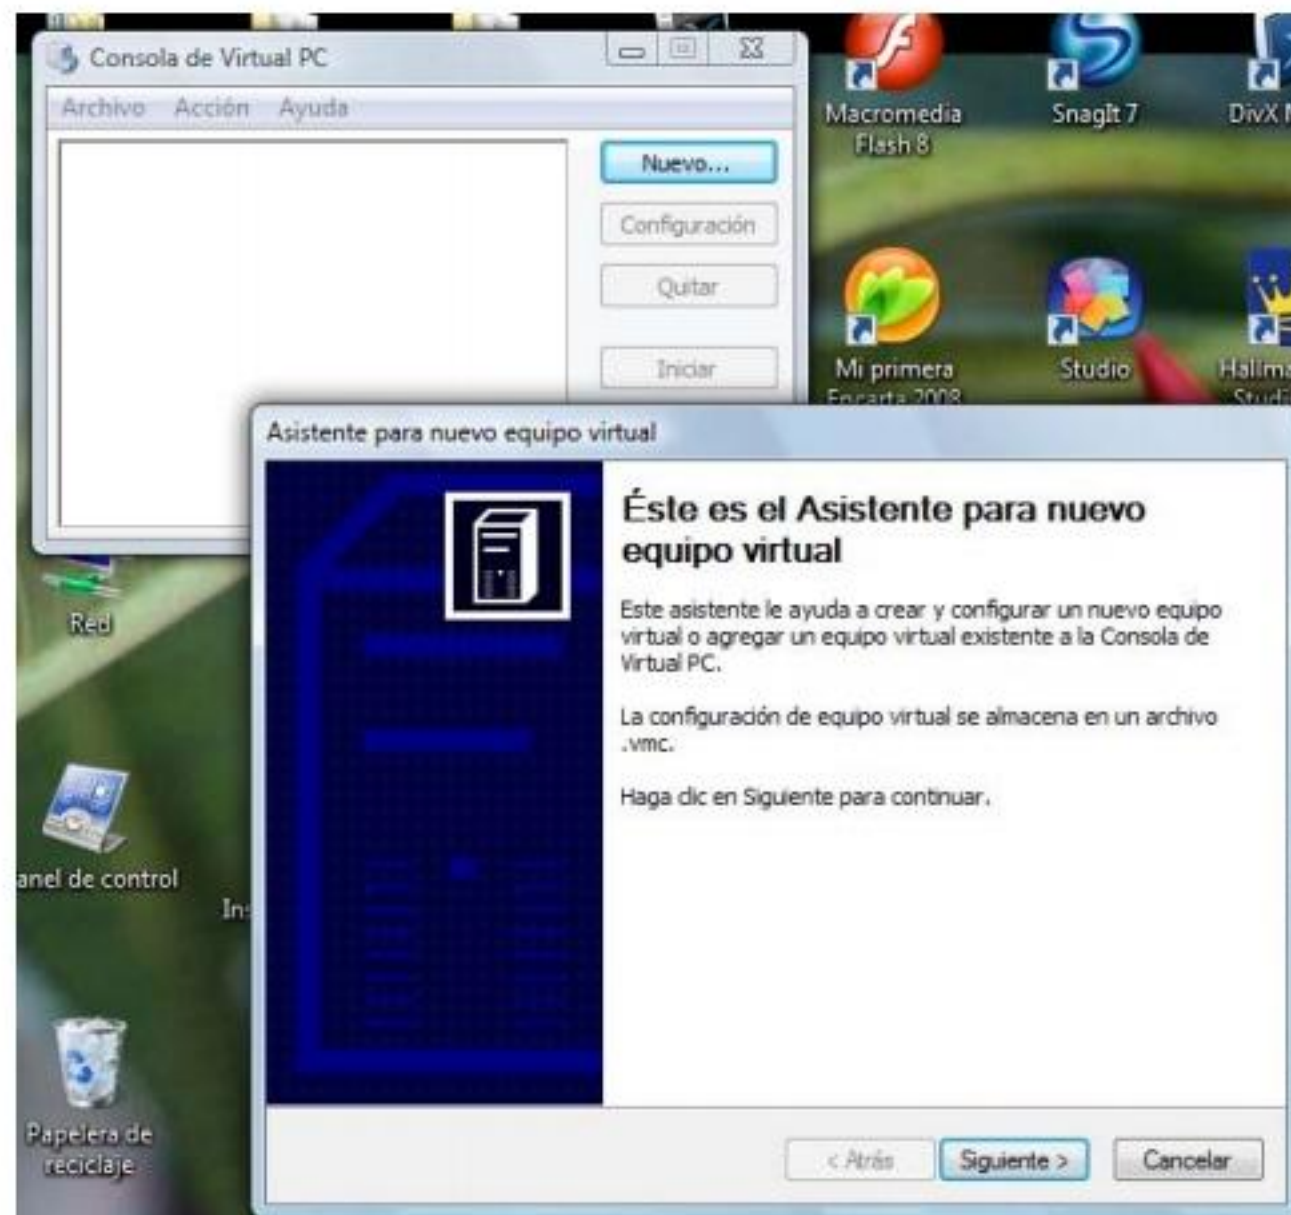 Consola de Virtual PC
Archivo Acción Ayuda
Nuevo...
Configuración
Quitar
Iniciar
Macromedia
Flash 8
SnagIt 7
DivX
Mi primera
Encarta 2008
Studio
Red
anel de control
Papelera de
reciclaje
Asistente para nuevo equipo virtual
Éste es el Asistente para nuevo
equipo virtual
Este asistente le ayuda a crear y configurar un nuevo equipo
virtual o agregar un equipo virtual existente a la Consola de
Virtual PC.
La configuración de equipo virtual se almacena en un archivo
.vmc.
Haga clic en Siguiente para continuar.
< Atrás
Siguiente >
Cancelar